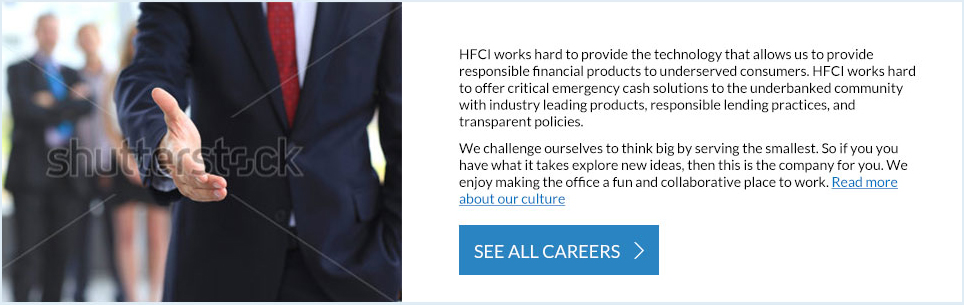 shutterstock
HFCI works hard to provide the technology that allows us to provide
responsible financial products to underserved consumers. HFCI works hard
to offer critical emergency cash solutions to the underbanked community
with industry leading products, responsible lending practices, and
transparent policies.
We challenge ourselves to think big by serving the smallest. So if you you
have what it takes explore new ideas, then this is the company for you. We
enjoy making the office a fun and collaborative place to work. Read more
about our culture
SEE ALL CAREERS